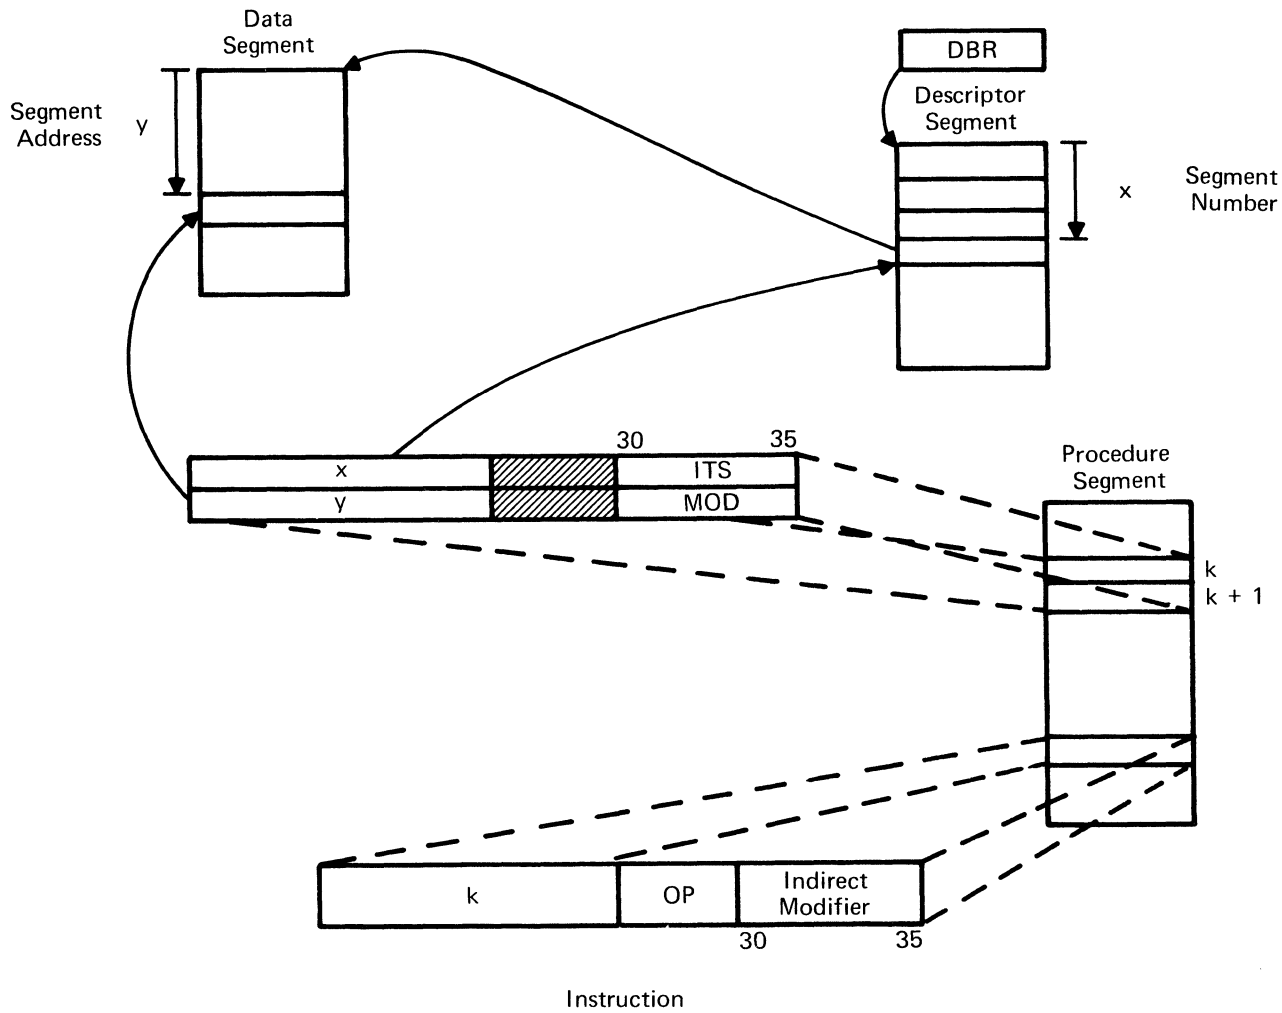 Data
Segment
DBR
Descriptor
Segment
Segment
Address
y
x
Segment
Number
30
35
x
ITS
y
MOD
Procedure
Segment
k
k + 1
k
OP
Indirect
Modifier
30
35
Instruction